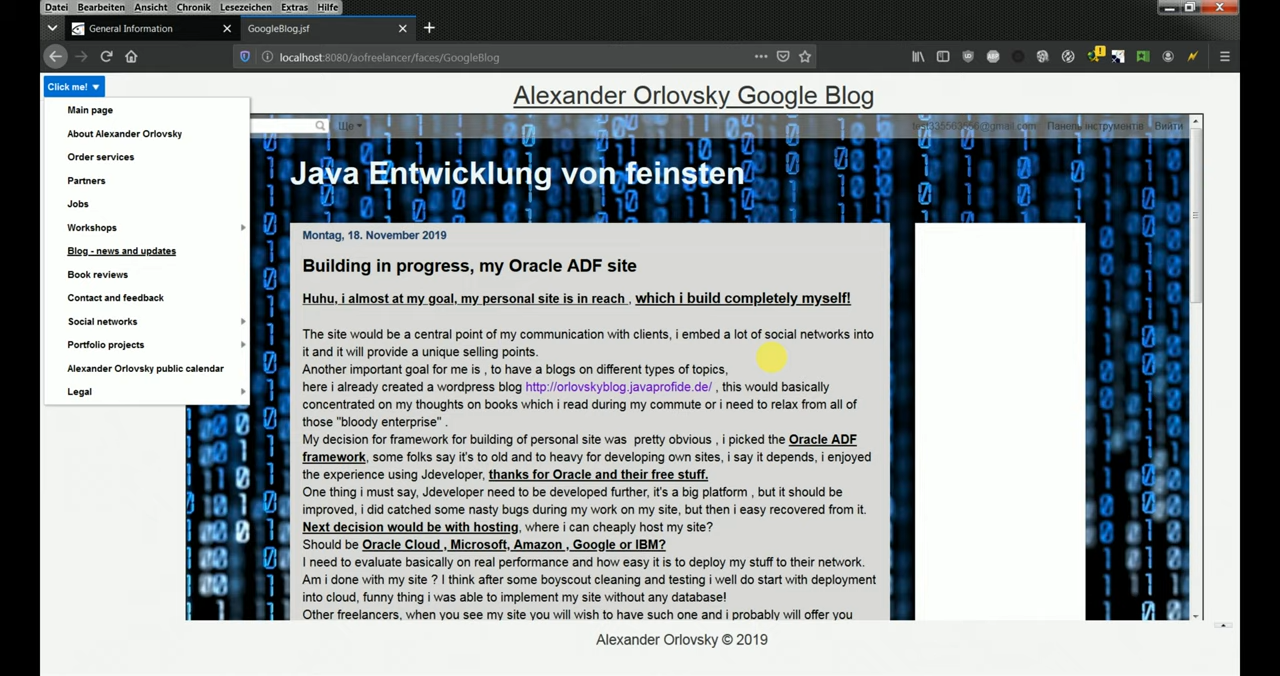 Datei Bearbeiten Ansicht Chronik Lesezeichen Extras Hilfe
General Information
GoogleBlog.jsf
localhost:8080/aofreelancer/faces/GoogleBlog
Click me!
Main page
About Alexander Orlovsky
Order services
Partners
Jobs
Workshops
Blog - news and updates
Book reviews
Contact and feedback
Social networks
Portfolio projects
Alexander Orlovsky public calendar
Legal
Alexander Orlovsky Google Blog
Ще
Панель інструментів Вийти
Java Entwicklung von feinsten
Montag, 18. November 2019
Building in progress, my Oracle ADF site
Huhu, i almost at my goal, my personal site is in reach , which i build completely myself!
The site would be a central point of my communication with clients, i embed a lot of social networks into
it and it will provide a unique selling points.
Another important goal for me is , to have a blogs on different types of topics,
here i already created a wordpress blog http://orlovskyblog.javaprofide.de/ , this would basically
concentrated on my thoughts on books which i read during my commute or i need to relax from all of
those "bloody enterprise" .
My decision for framework for building of personal site was pretty obvious , i picked the Oracle ADF
framework, some folks say it's to old and to heavy for developing own sites, i say it depends, i enjoyed
the experience using Jdeveloper, thanks for Oracle and their free stuff.
One thing i must say, Jdeveloper need to be developed further, it's a big platform , but it should be
improved, i did catched some nasty bugs during my work on my site, but then i easy recovered from it.
Next decision would be with hosting, where i can cheaply host my site?
Should be Oracle Cloud , Microsoft, Amazon , Google or IBM?
I need to evaluate basically on real performance and how easy it is to deploy my stuff to their network.
Am i done with my site ? I think after some boyscout cleaning and testing i well do start with deployment
into cloud, funny thing i was able to implement my site without any database!
Other freelancers, when you see my site you will wish to have such one and i probably will offer you
Alexander Orlovsky © 2019